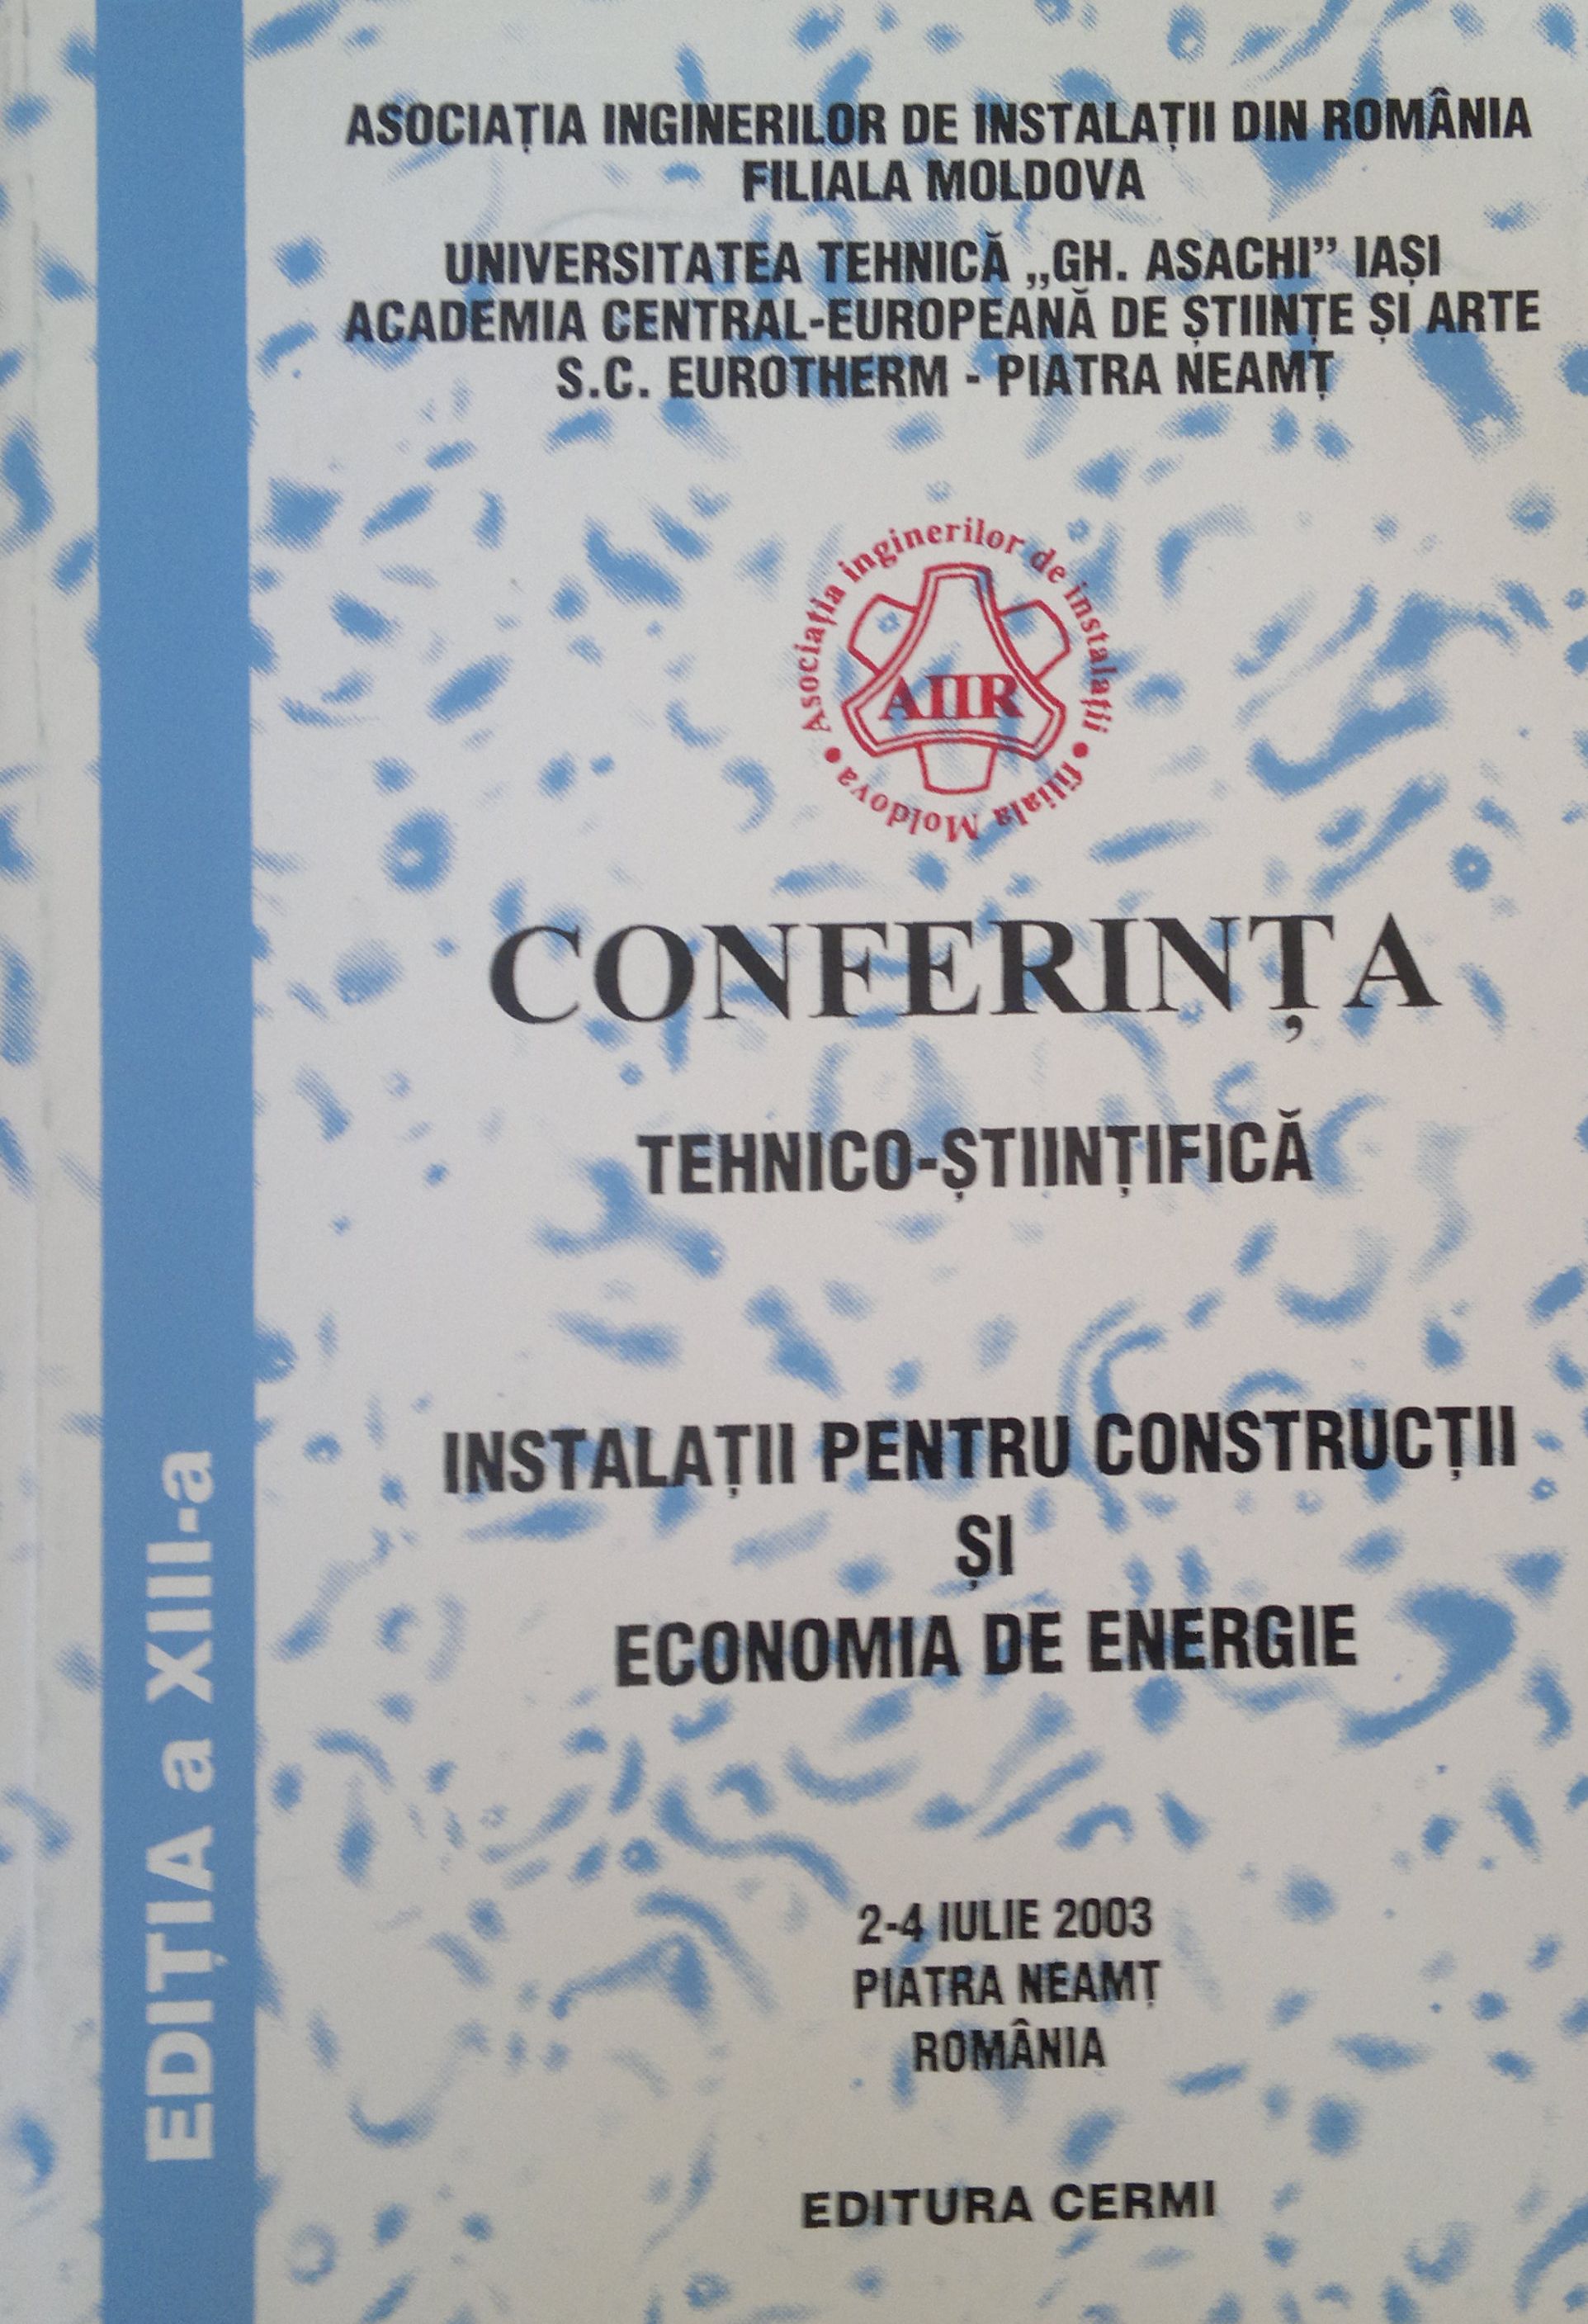 ASOCIAȚIA INGINERILOR DE INSTALAȚII DIN ROMÂNIA
FILIALA MOLDOVA
UNIVERSITATEA TEHNICĂ „GH. ASACHI” IAȘI
ACADEMIA CENTRAL-EUROPEANĂ DE ȘTIINȚE ȘI ARTE
S.C. EUROTHERM - PIATRA NEAMȚ
Asociația inginerilor de instalații • filiala Moldova •
AIIR
CONFERINȚA
TEHNICO-ȘTIINȚIFICĂ
INSTALAȚII PENTRU CONSTRUCȚII
ȘI
ECONOMIA DE ENERGIE
2-4 IULIE 2003
PIATRA NEAMȚ
ROMÂNIA
EDITURA CERMI
EDIȚIA a XIII-a